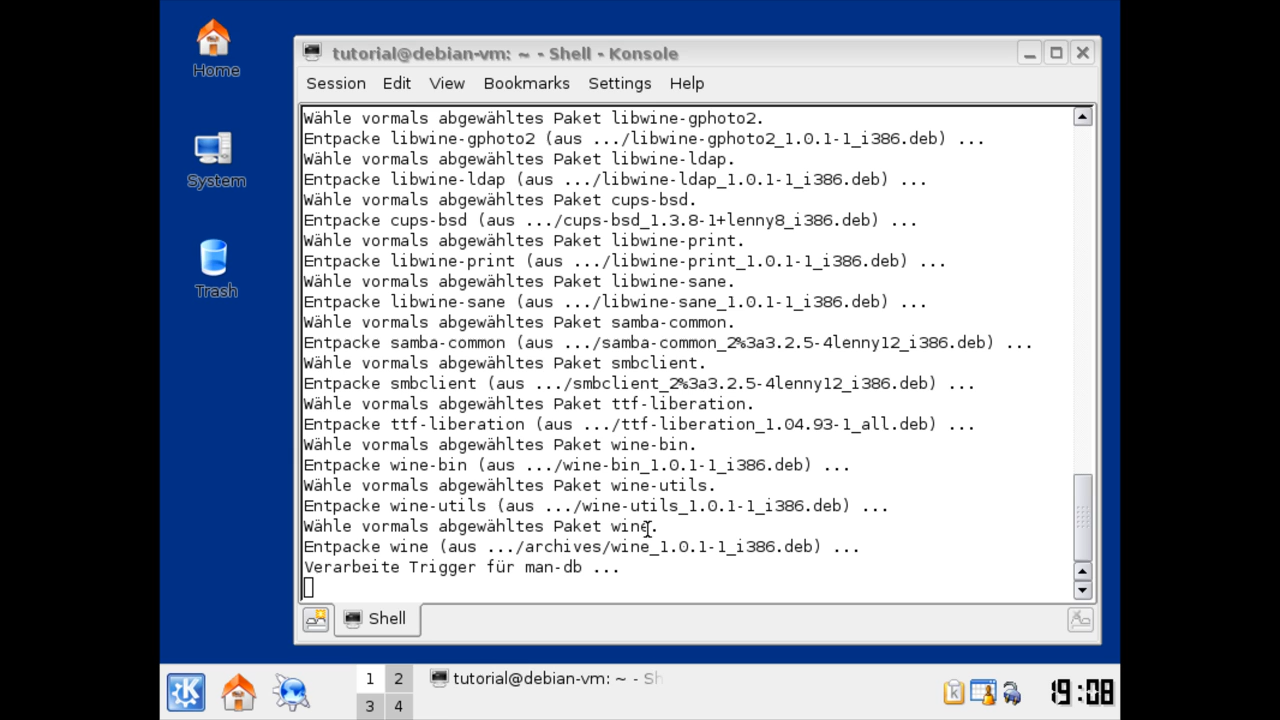 Home
System
Trash
tutorial@debian-vm: ~ - Shell - Konsole
Session Edit View Bookmarks Settings Help
Wähle vormals abgewähltes Paket libwine-gphoto2.
Entpacke libwine-gphoto2 (aus .../libwine-gphoto2_1.0.1-1_i386.deb) ...
Wähle vormals abgewähltes Paket libwine-ldap.
Entpacke libwine-ldap (aus .../libwine-ldap_1.0.1-1_i386.deb) ...
Wähle vormals abgewähltes Paket cups-bsd.
Entpacke cups-bsd (aus .../cups-bsd_1.3.8-1+lenny8_i386.deb) ...
Wähle vormals abgewähltes Paket libwine-print.
Entpacke libwine-print (aus .../libwine-print_1.0.1-1_i386.deb) ...
Wähle vormals abgewähltes Paket libwine-sane.
Entpacke libwine-sane (aus .../libwine-sane_1.0.1-1_i386.deb) ...
Wähle vormals abgewähltes Paket samba-common.
Entpacke samba-common (aus .../samba-common_2%3a3.2.5-4lenny12_i386.deb) ...
Wähle vormals abgewähltes Paket smbclient.
Entpacke smbclient (aus .../smbclient_2%3a3.2.5-4lenny12_i386.deb) ...
Wähle vormals abgewähltes Paket ttf-liberation.
Entpacke ttf-liberation (aus .../ttf-liberation_1.04.93-1_all.deb) ...
Wähle vormals abgewähltes Paket wine-bin.
Entpacke wine-bin (aus .../wine-bin_1.0.1-1_i386.deb) ...
Wähle vormals abgewähltes Paket wine-utils.
Entpacke wine-utils (aus .../wine-utils_1.0.1-1_i386.deb) ...
Wähle vormals abgewähltes Paket wine.
Entpacke wine (aus .../archives/wine_1.0.1-1_i386.deb) ...
Verarbeite Trigger für man-db ...
Shell
1 2
3 4
tutorial@debian-vm: ~ - Sh
19:08